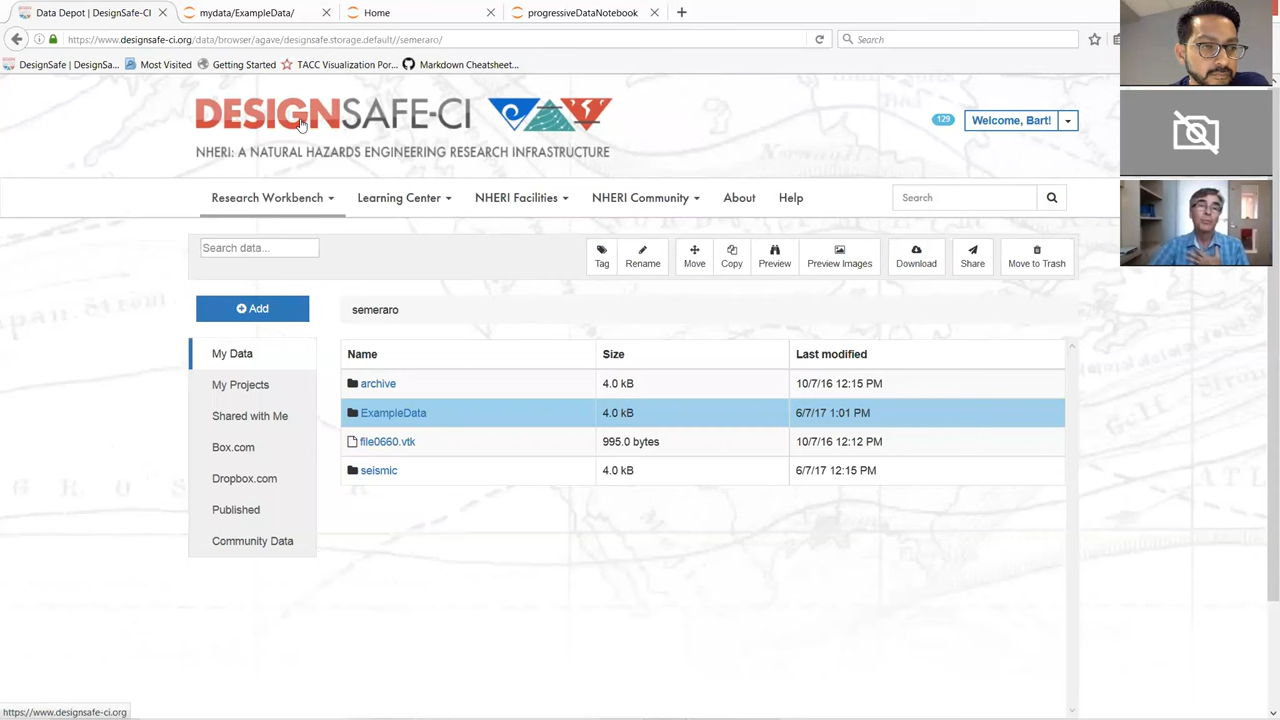 Data Depot | DesignSafe-CI
mydata/ExampleData/
Home
progressiveDataNotebook
https://www.designsafe-ci.org/data/browser/agave/designsafe.storage.default//semeraro/
Search
DesignSafe | DesignSa...
Most Visited
Getting Started
TACC Visualization Por...
Markdown Cheatsheet...
DESIGNSAFE-CI
NHERI: A NATURAL HAZARDS ENGINEERING RESEARCH INFRASTRUCTURE
129
Welcome, Bart!
Research Workbench
Learning Center
NHERI Facilities
NHERI Community
About
Help
Search
Search data...
Tag
Rename
Move
Copy
Preview
Preview Images
Download
Share
Move to Trash
Add
semeraro
My Data
My Projects
Shared with Me
Box.com
Dropbox.com
Published
Community Data
Name Size Last modified
archive 4.0 kB 10/7/16 12:15 PM
ExampleData 4.0 kB 6/7/17 1:01 PM
file0660.vtk 995.0 bytes 10/7/16 12:12 PM
seismic 4.0 kB 6/7/17 12:15 PM
https://www.designsafe-ci.org